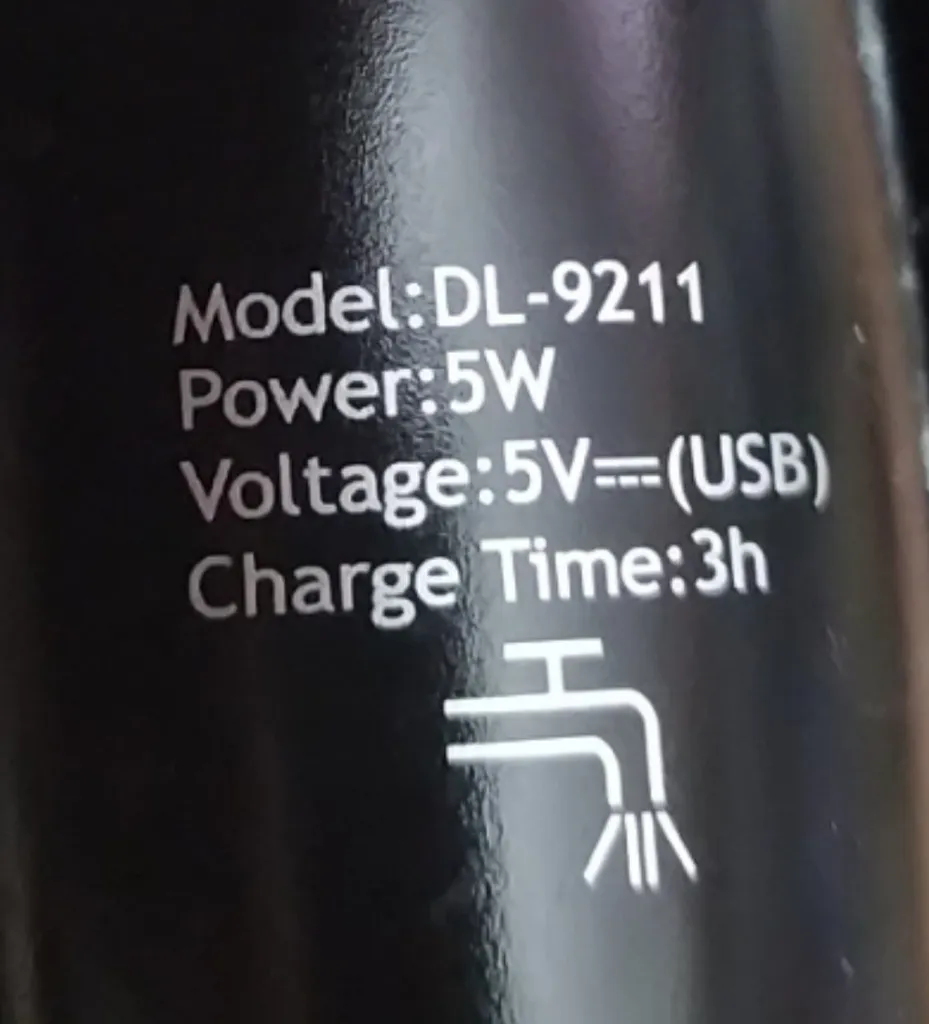 Model:DL-9211
Power:5W
Voltage:5V⎓(USB)
Charge Time:3h